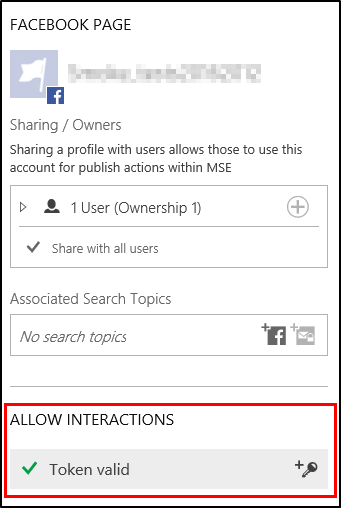 FACEBOOK PAGE
Sharing / Owners
Sharing a profile with users allows those to use this
account for publish actions within MSE
1 User (Ownership 1)
Share with all users
Associated Search Topics
No search topics
ALLOW INTERACTIONS
Token valid